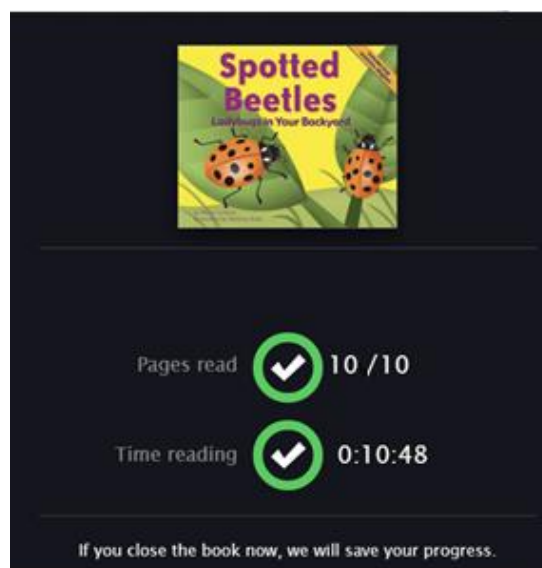 Spotted
Beetles
Ladybugs in Your Backyard
Pages read 10 /10
Time reading 0:10:48
If you close the book now, we will save your progress.